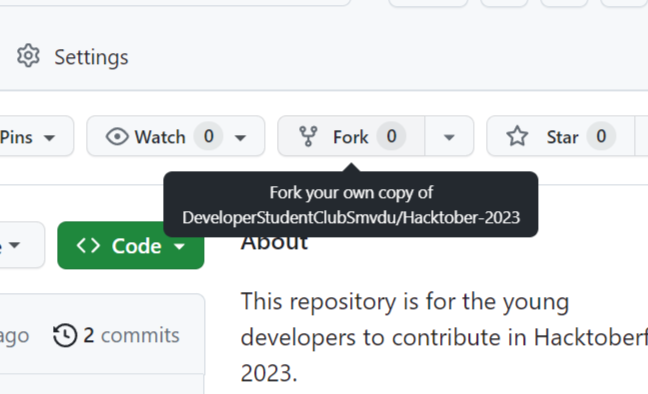 Settings
Pins
Watch 0
Fork 0
Star 0
Fork your own copy of
DeveloperStudentClubSmvdu/Hacktober-2023
Code
About
ago
2 commits
This repository is for the young
developers to contribute in Hacktoberf
2023.